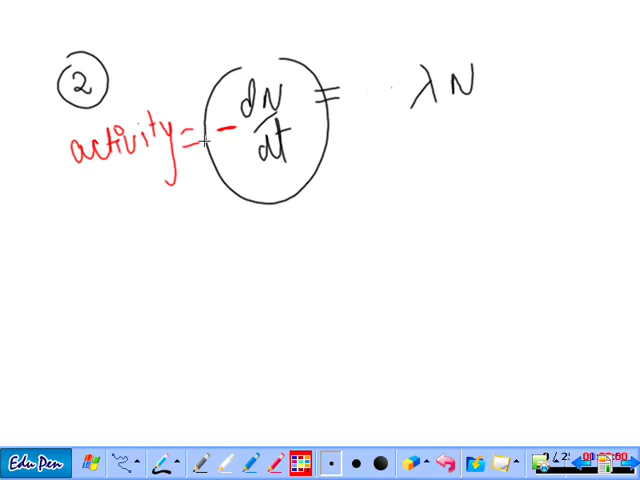 ②
activity = - dN/dt = λN
Edu Pen